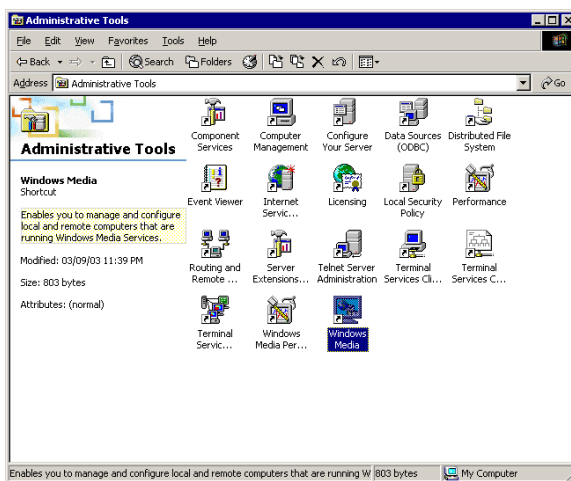 Administrative Tools
File Edit View Favorites Tools Help
Back Search Folders
Address Administrative Tools Go
Administrative Tools
Windows Media
Shortcut
Enables you to manage and configure
local and remote computers that are
running Windows Media Services.
Modified: 03/09/03 11:39 PM
Size: 803 bytes
Attributes: (normal)
Component Computer Configure Data Sources Distributed File
Services Management Your Server (ODBC) System
Event Viewer Internet Licensing Local Security Performance
Servic... Policy
Routing and Server Telnet Server Terminal Terminal
Remote ... Extensions... Administration Services Cli... Services C...
Terminal Windows Windows
Servic... Media Per... Media
Enables you to manage and configure local and remote computers that are running W 803 bytes My Computer